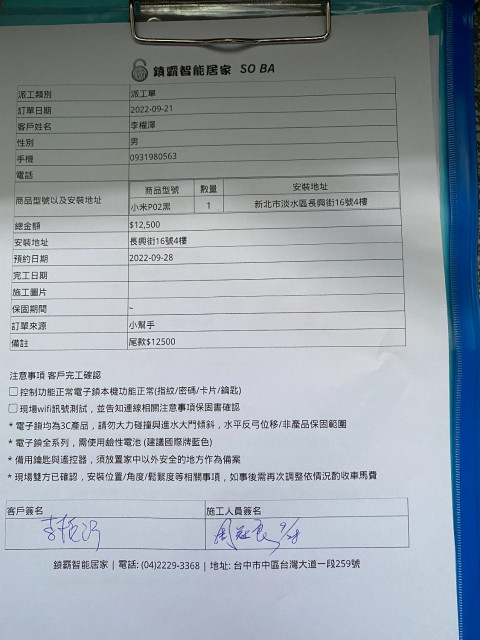 鎖霸智能居家 SO BA
派工類別 派工單
訂單日期 2022-09-21
客戶姓名 李權澤
性別 男
手機 0931980563
電話
商品型號以及安裝地址 商品型號 數量 安裝地址
小米P02黑 1 新北市淡水區長興街16號4樓
總金額 $12,500
安裝地址 長興街16號4樓
預約日期 2022-09-28
完工日期
施工圖片
保固期間 ~
訂單來源 小幫手
備註 尾款$12500
注意事項 客戶完工確認
☐ 控制功能正常電子鎖本機功能正常(指紋/密碼/卡片/鑰匙)
☐ 現場wifi訊號測試，並告知連線相關注意事項保固書確認
* 電子鎖均為3C產品，請勿大力碰撞與進水大門傾斜，水平反弓位移/非產品保固範圍
* 電子鎖全系列，需使用鹼性電池 (建議國際牌藍色)
* 備用鑰匙與遙控器，須放置家中以外安全的地方作為備案
* 現場雙方已確認，安裝位置/角度/鬆緊度等相關事項，如事後需再次調整依情況酌收車馬費
客戶簽名 施工人員簽名
9/28
鎖霸智能居家 | 電話: (04)2229-3368 | 地址: 台中市中區台灣大道一段259號